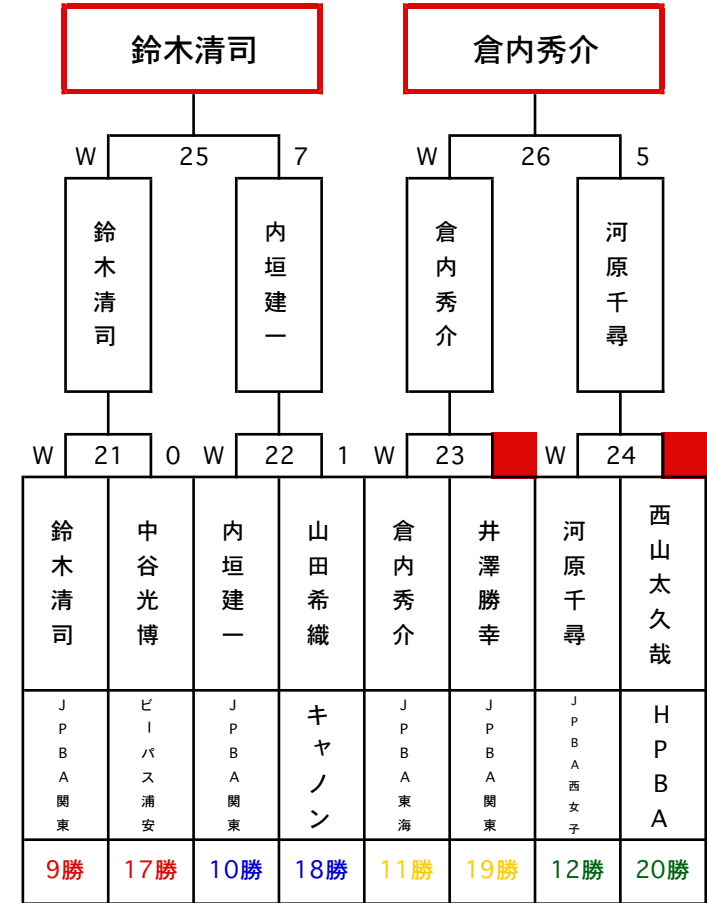 鈴木清司 倉内秀介
W 25 7 W 26 5
鈴木清司 内垣建一 倉内秀介 河原千尋
W 21 0 W 22 1 W 23 W 24
鈴木清司 中谷光博 内垣建一 山田希織 倉内秀介 井澤勝幸 河原千尋 西山太久哉
JPBA関東 ビーパス浦安 JPBA関東 キャノン JPBA東海 JPBA関東 JPBA西女子 HPBA
9勝 17勝 10勝 18勝 11勝 19勝 12勝 20勝